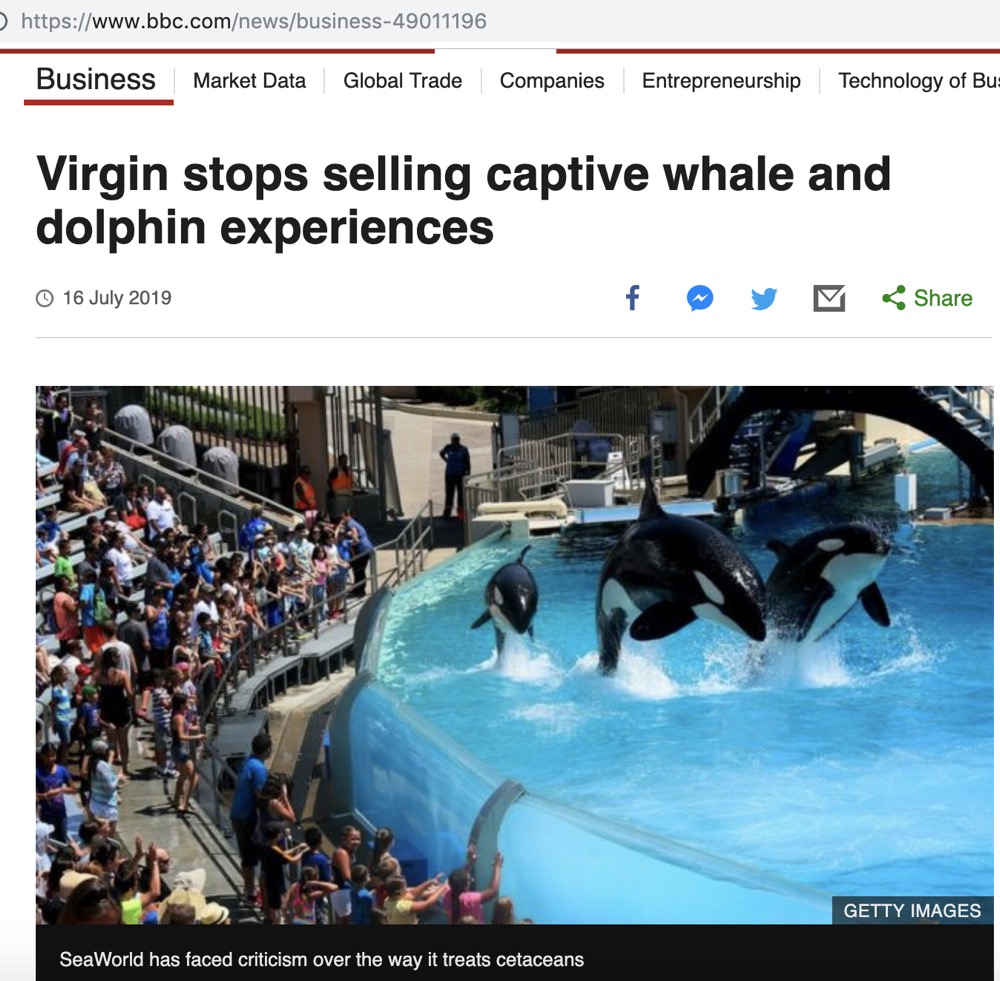 https://www.bbc.com/news/business-49011196
Business Market Data Global Trade Companies Entrepreneurship Technology of
Virgin stops selling captive whale and
dolphin experiences
16 July 2019 Share
GETTY IMAGES
SeaWorld has faced criticism over the way it treats cetaceans